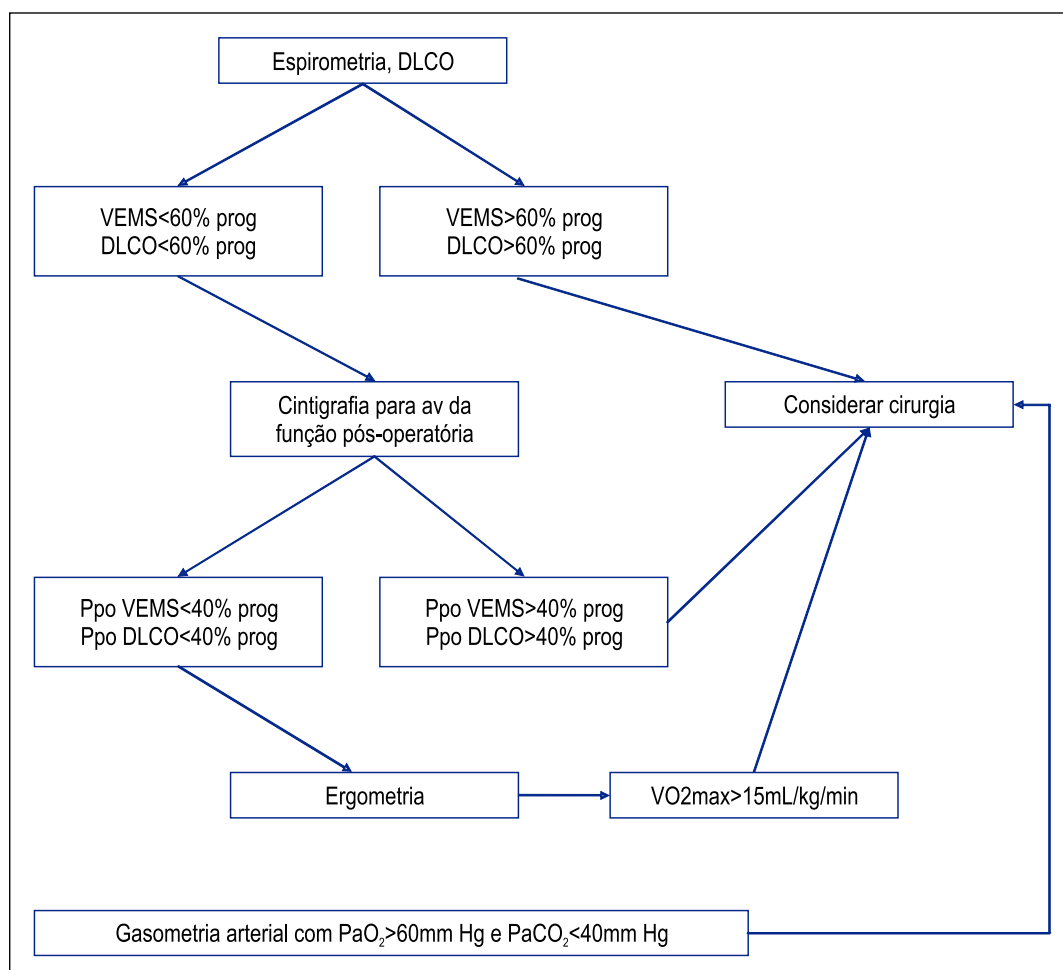 Espirometria, DLCO
VEMS<60% prog
DLCO<60% prog
VEMS>60% prog
DLCO>60% prog
Cintigrafia para av da
função pós-operatória
Considerar cirurgia
Ppo VEMS<40% prog
Ppo DLCO<40% prog
Ppo VEMS>40% prog
Ppo DLCO>40% prog
Ergometria
VO2max>15mL/kg/min
Gasometria arterial com PaO₂>60mm Hg e PaCO₂<40mm Hg